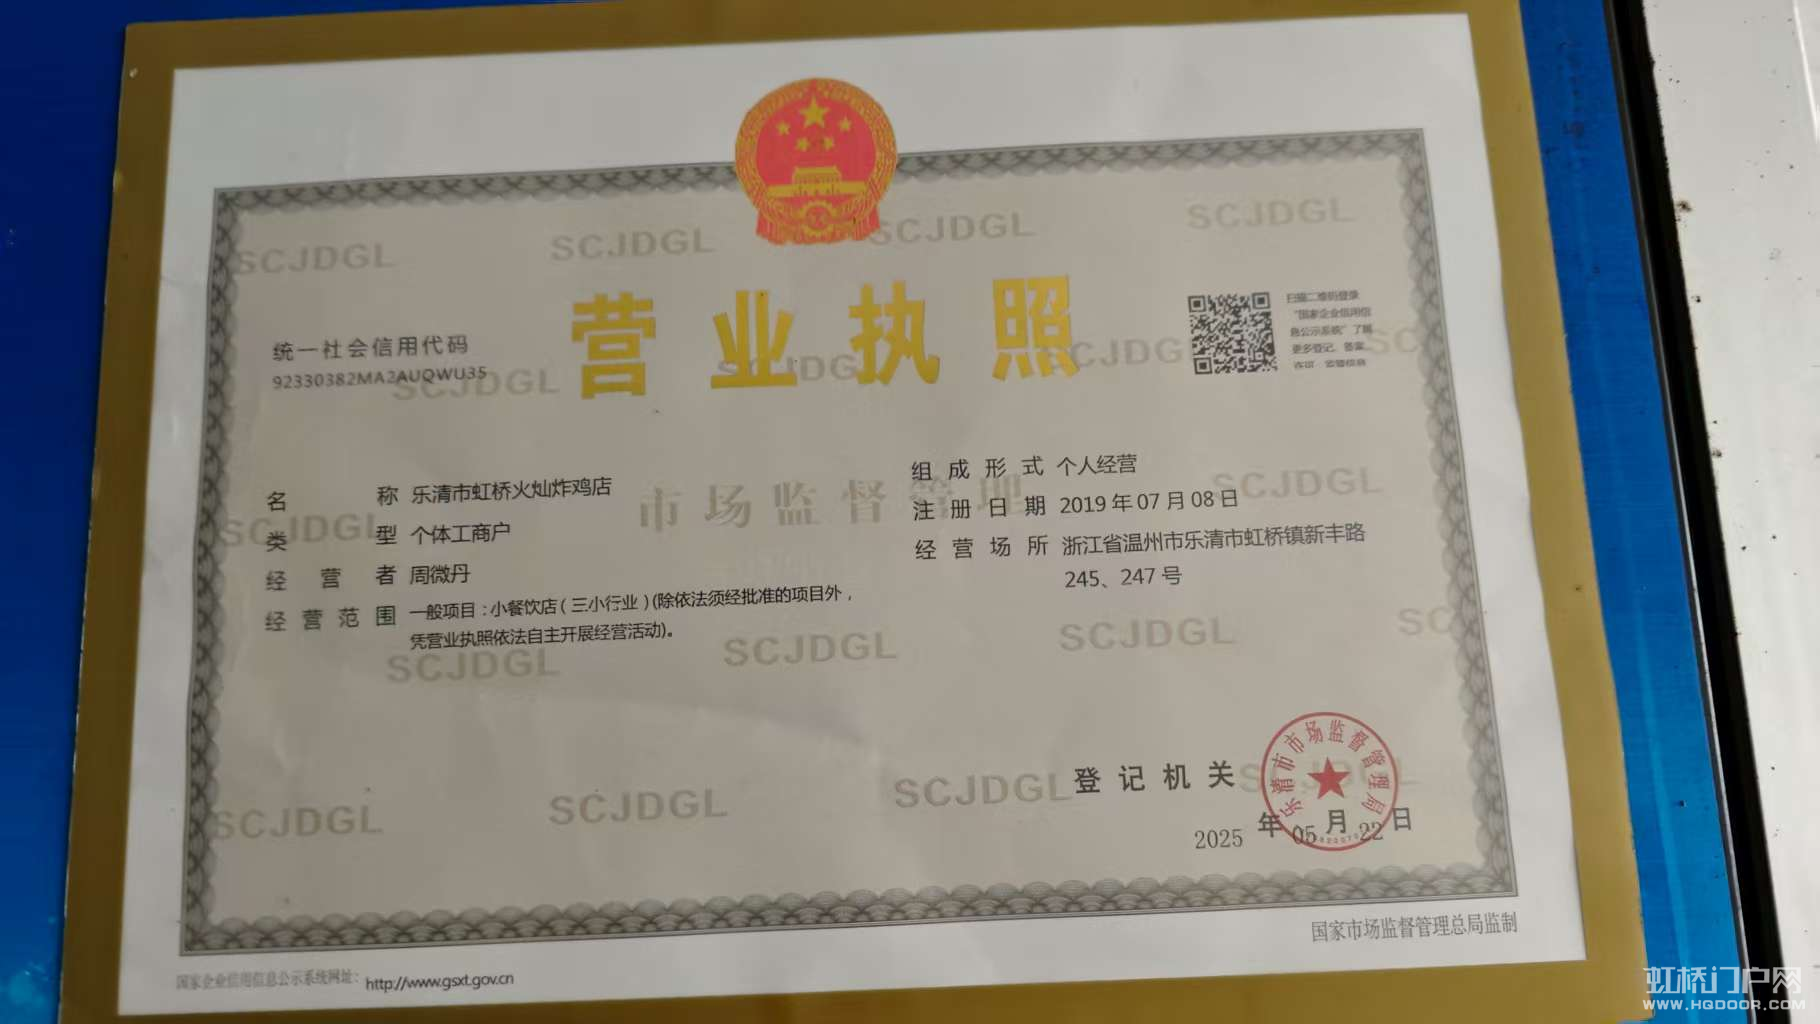 营业执照
统一社会信用代码
92330382MA2AUQWU35
扫描二维码登录
“国家企业信用信
息公示系统”了解
更多登记、备案、
许可、监管信息
名称 乐清市虹桥火灿炸鸡店
类型 个体工商户
经营者 周微丹
经营范围 一般项目：小餐饮店（三小行业）(除依法须经批准的项目外，
凭营业执照依法自主开展经营活动)。
组成形式 个人经营
注册日期 2019年07月08日
经营场所 浙江省温州市乐清市虹桥镇新丰路
245、247号
市场监督管理
SCJDGL
SCJDGL
SCJDGL
SCJDGL
SCJDGL
SCJDGL
SCJDGL
SCJDGL
SCJDGL
SCJDGL
SCJDGL
SCJDGL
SCJDGL
登记机关
乐清市市场监督管理局
2025年05月22日
国家市场监督管理总局监制
国家企业信用信息公示系统网址：http://www.gsxt.gov.cn
虹桥门户网
WWW.HQDOOR.COM